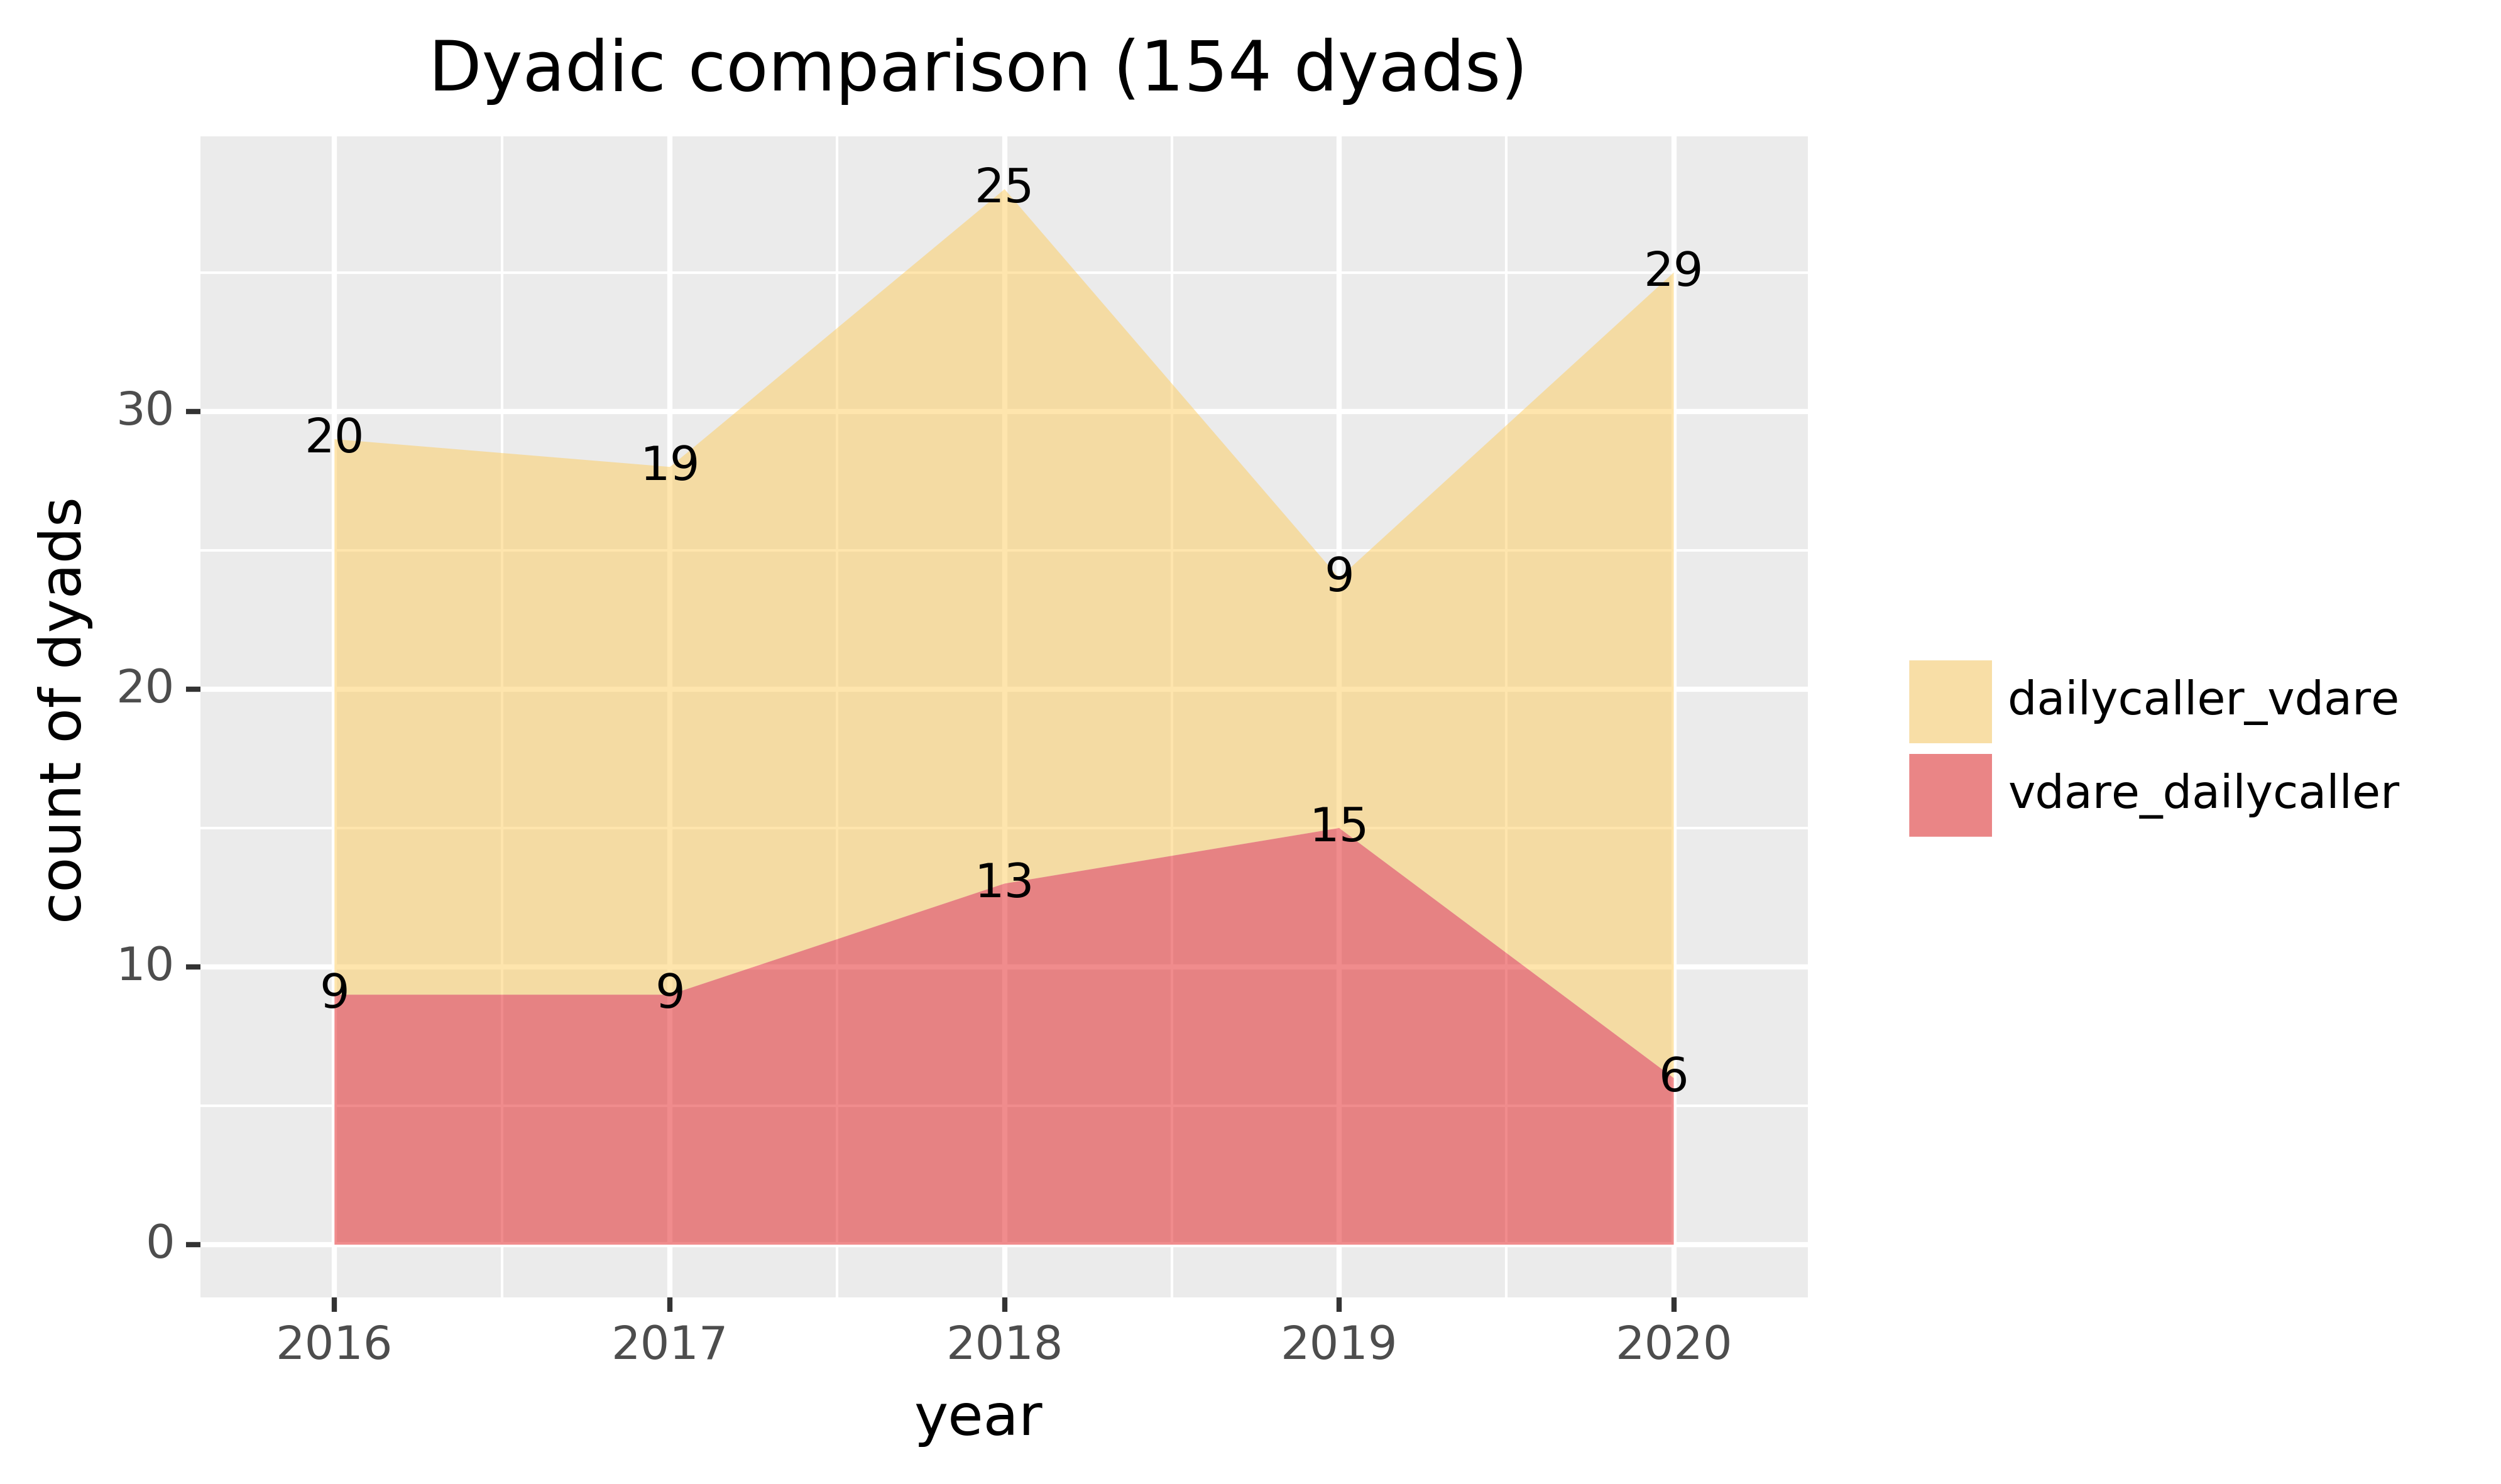 Dyadic comparison (154 dyads)
count of dyads
30
20
10
0
25
29
20
19
9
15
13
9
9
6
2016 2017 2018 2019 2020
year
dailycaller_vdare
vdare_dailycaller